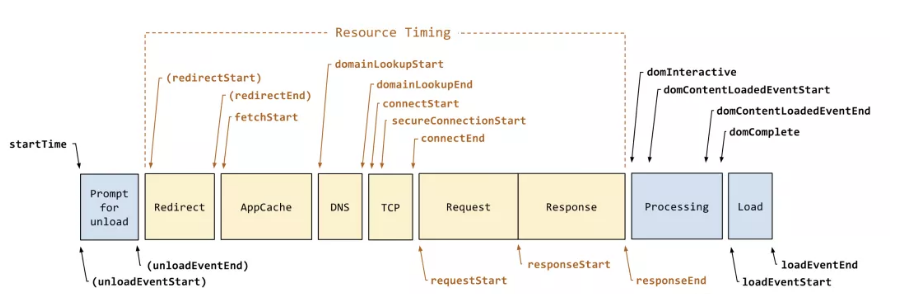 Resource Timing
domainLookupStart
domInteractive
(redirectStart)
domainLookupEnd
domContentLoadedEventStart
(redirectEnd)
connectStart
domContentLoadedEventEnd
fetchStart
secureConnectionStart
domComplete
connectEnd
startTime
Prompt
for
unload
Redirect
AppCache
DNS
TCP
Request
Response
Processing
Load
(unloadEventEnd)
responseStart
loadEventEnd
(unloadEventStart)
requestStart
responseEnd
loadEventStart